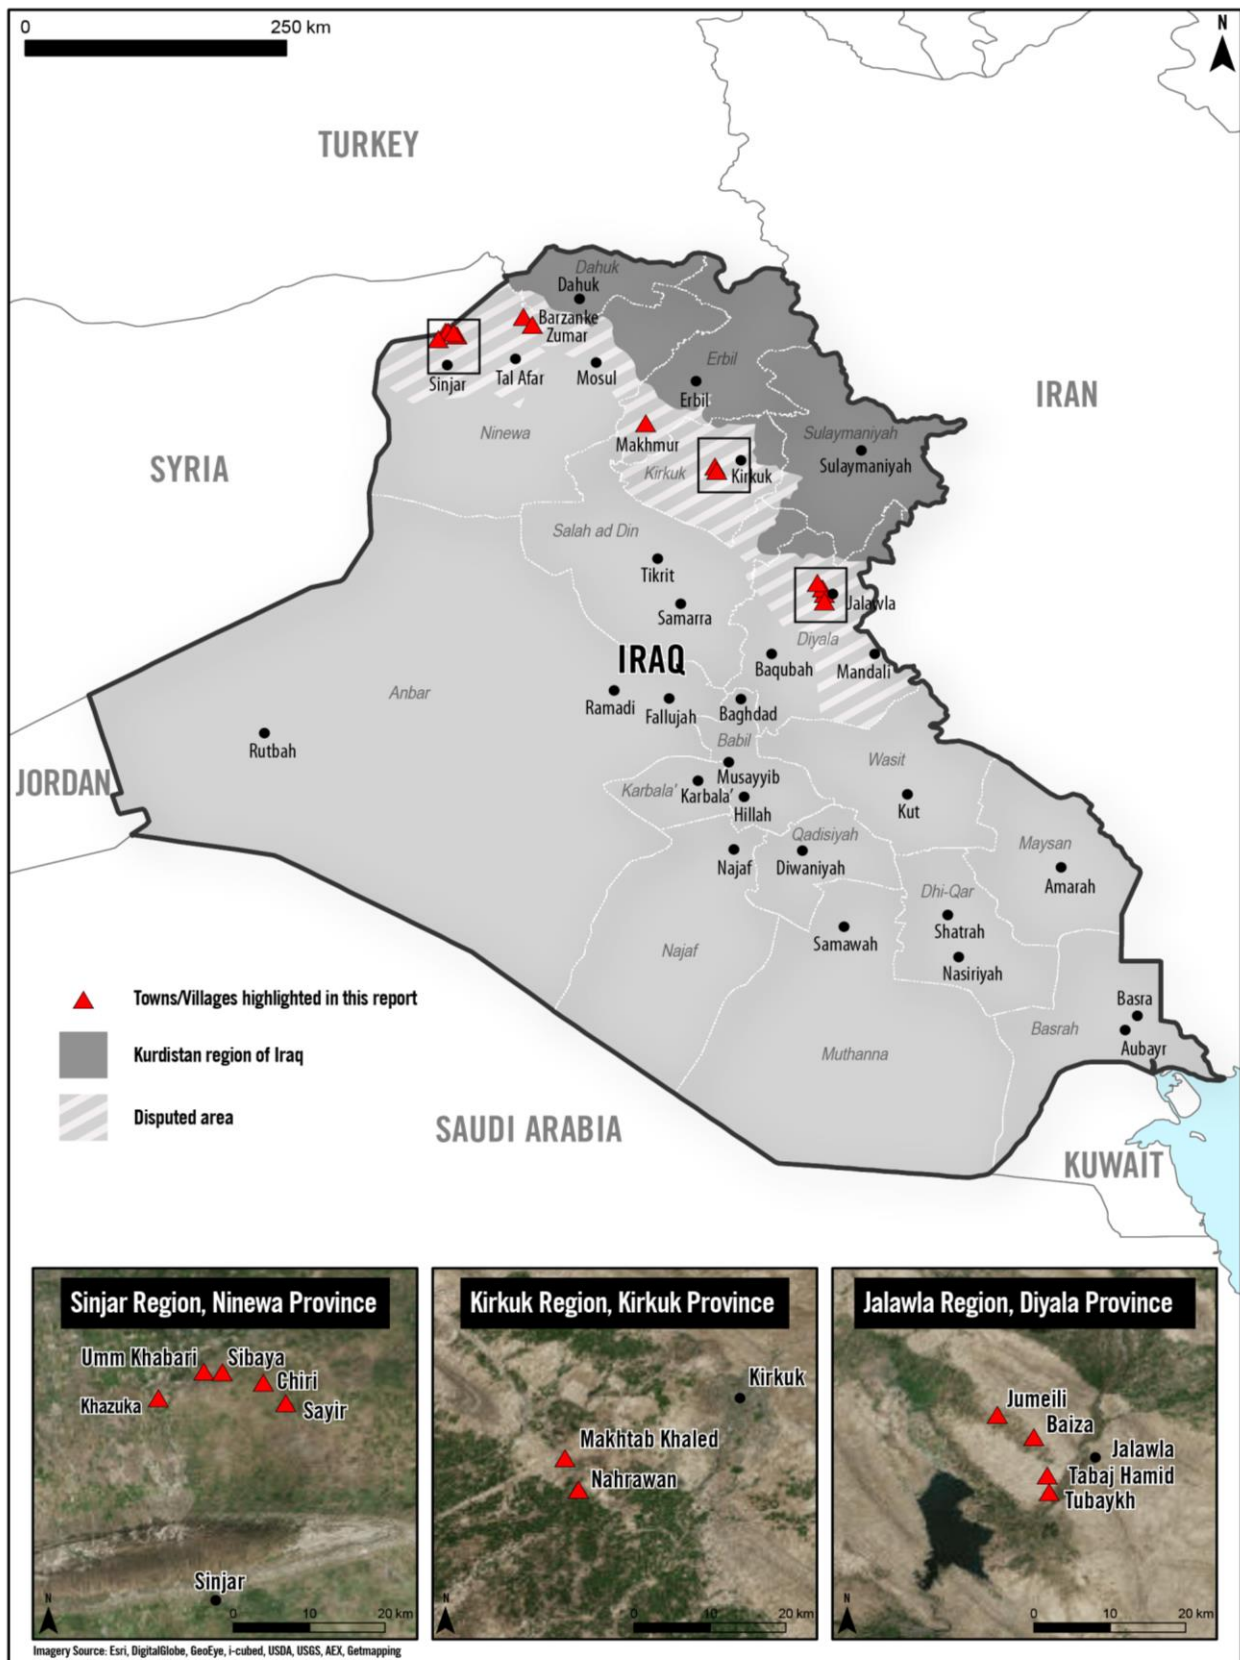 0 250 km
N
TURKEY
Dahuk
Dahuk
Barzanke
Zumar
Erbil
Erbil
IRAN
Sinjar
Tal Afar
Mosul
Ninewa
Makhmur
Sulaymaniyah
Sulaymaniyah
SYRIA
Kirkuk
Kirkuk
Salah ad Din
Tikrit
Samarra
Jalawla
Diyala
IRAQ
Baqubah
Mandali
Anbar
Ramadi
Fallujah
Baghdad
Rutbah
Babil
Wasit
JORDAN
Musayyib
Karbala'
Karbala'
Hillah
Kut
Qadisiyah
Maysan
Najaf
Diwaniyah
Amarah
Dhi-Qar
Shatrah
Samawah
Najaf
Nasiriyah
Towns/Villages highlighted in this report
Basra
Basrah
Aubayr
Kurdistan region of Iraq
Muthanna
Disputed area
SAUDI ARABIA
KUWAIT
Sinjar Region, Ninewa Province
Umm Khabari
Sibaya
Chiri
Khazuka
Sayir
Sinjar
N
0 10 20 km
Kirkuk Region, Kirkuk Province
Kirkuk
Makhtab Khaled
Nahrawan
N
0 10 20 km
Jalawla Region, Diyala Province
Jumeili
Baiza
Jalawla
Tabaj Hamid
Tubaykh
N
0 10 20 km
Imagery Source: Esri, DigitalGlobe, GeoEye, i-cubed, USDA, USGS, AEX, Getmapping